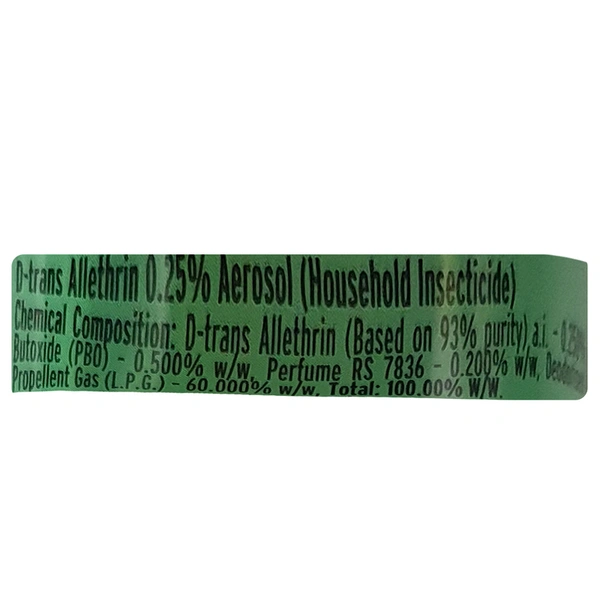 D-trans Allethrin 0.25% Aerosol (Household Insecticide)
Chemical Composition: D-trans Allethrin (Based on 93% purity) a.i. -
Butoxide (PBO) - 0.500% w/w, Perfume RS 7836 - 0.200% w/w,
Propellent Gas (L.P.G.) - 60.000% w/w, Total: 100.00% w/w.